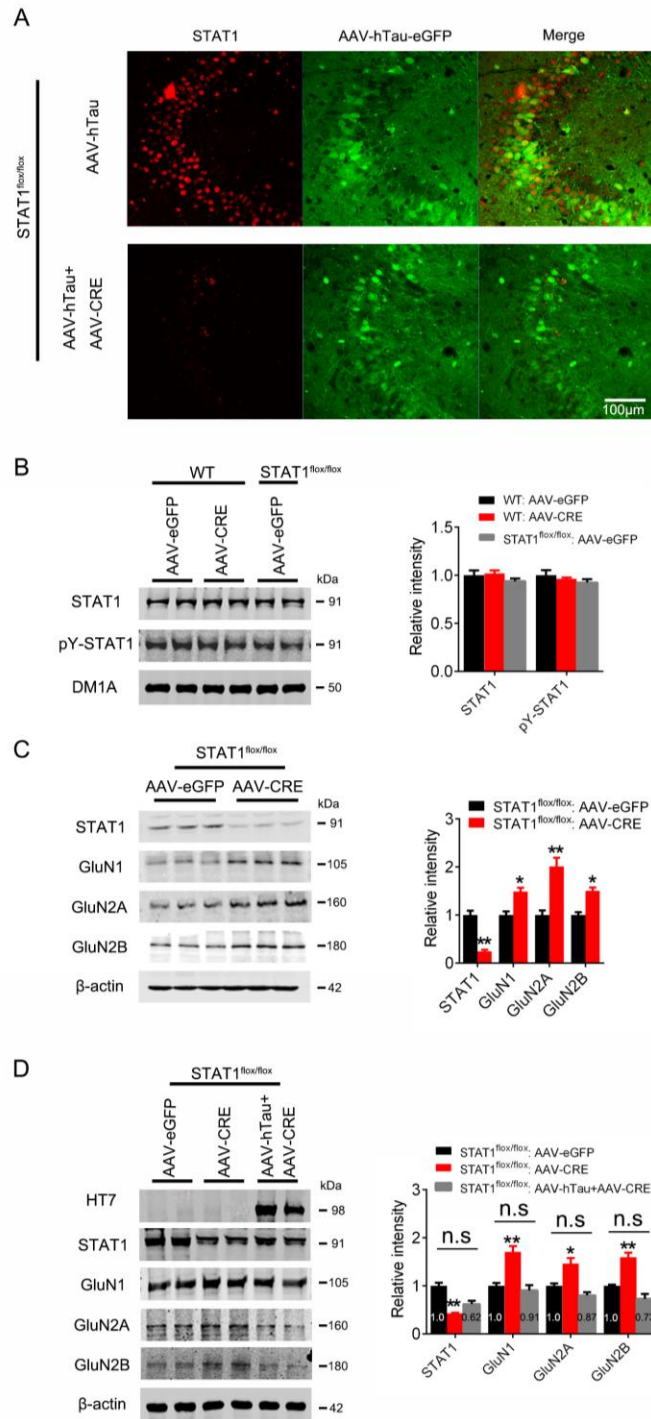 A
STAT1 AAV-hTau-eGFP Merge
STAT1flox/flox
AAV-hTau
AAV-hTau+
AAV-CRE
100μm
B
WT STAT1flox/flox
AAV-eGFP AAV-CRE AAV-eGFP
kDa
STAT1 91
pY-STAT1 91
DM1A 50
WT: AAV-eGFP
WT: AAV-CRE
STAT1flox/flox: AAV-eGFP
Relative intensity
1.5
1.0
0.5
0.0
STAT1 pY-STAT1
C
STAT1flox/flox
AAV-eGFP AAV-CRE
kDa
STAT1 91
GluN1 105
GluN2A 160
GluN2B 180
β-actin 42
STAT1flox/flox: AAV-eGFP
STAT1flox/flox: AAV-CRE
Relative intensity
3
2
1
0
** * ** *
STAT1 GluN1 GluN2A GluN2B
D
STAT1flox/flox
AAV-eGFP AAV-CRE AAV-hTau+ AAV-CRE
kDa
HT7 98
STAT1 91
GluN1 105
GluN2A 160
GluN2B 180
β-actin 42
STAT1flox/flox: AAV-eGFP
STAT1flox/flox: AAV-CRE
STAT1flox/flox: AAV-hTau+AAV-CRE
Relative intensity
3
2
1
0
n.s n.s n.s n.s
** ** * **
1.0 0.62 1.0 0.91 1.0 0.87 1.0 0.73
STAT1 GluN1 GluN2A GluN2B